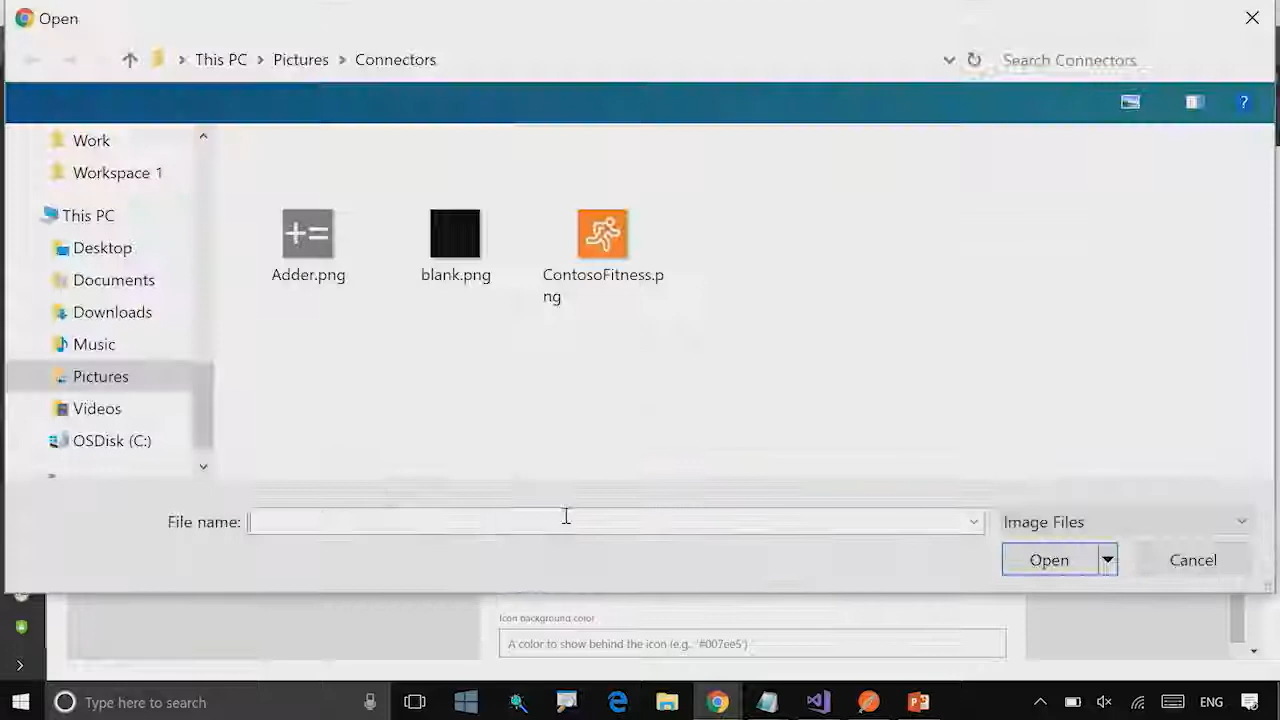 Open
This PC > Pictures > Connectors
Search Connectors
?
Work
Workspace 1
This PC
Desktop
Documents
Downloads
Music
Pictures
Videos
OSDisk (C:)
+=
Adder.png
blank.png
ContosoFitness.p
ng
File name:
Image Files
Open
Cancel
Icon background color
A color to show behind the icon (e.g., '#007ee5')
Type here to search
ENG